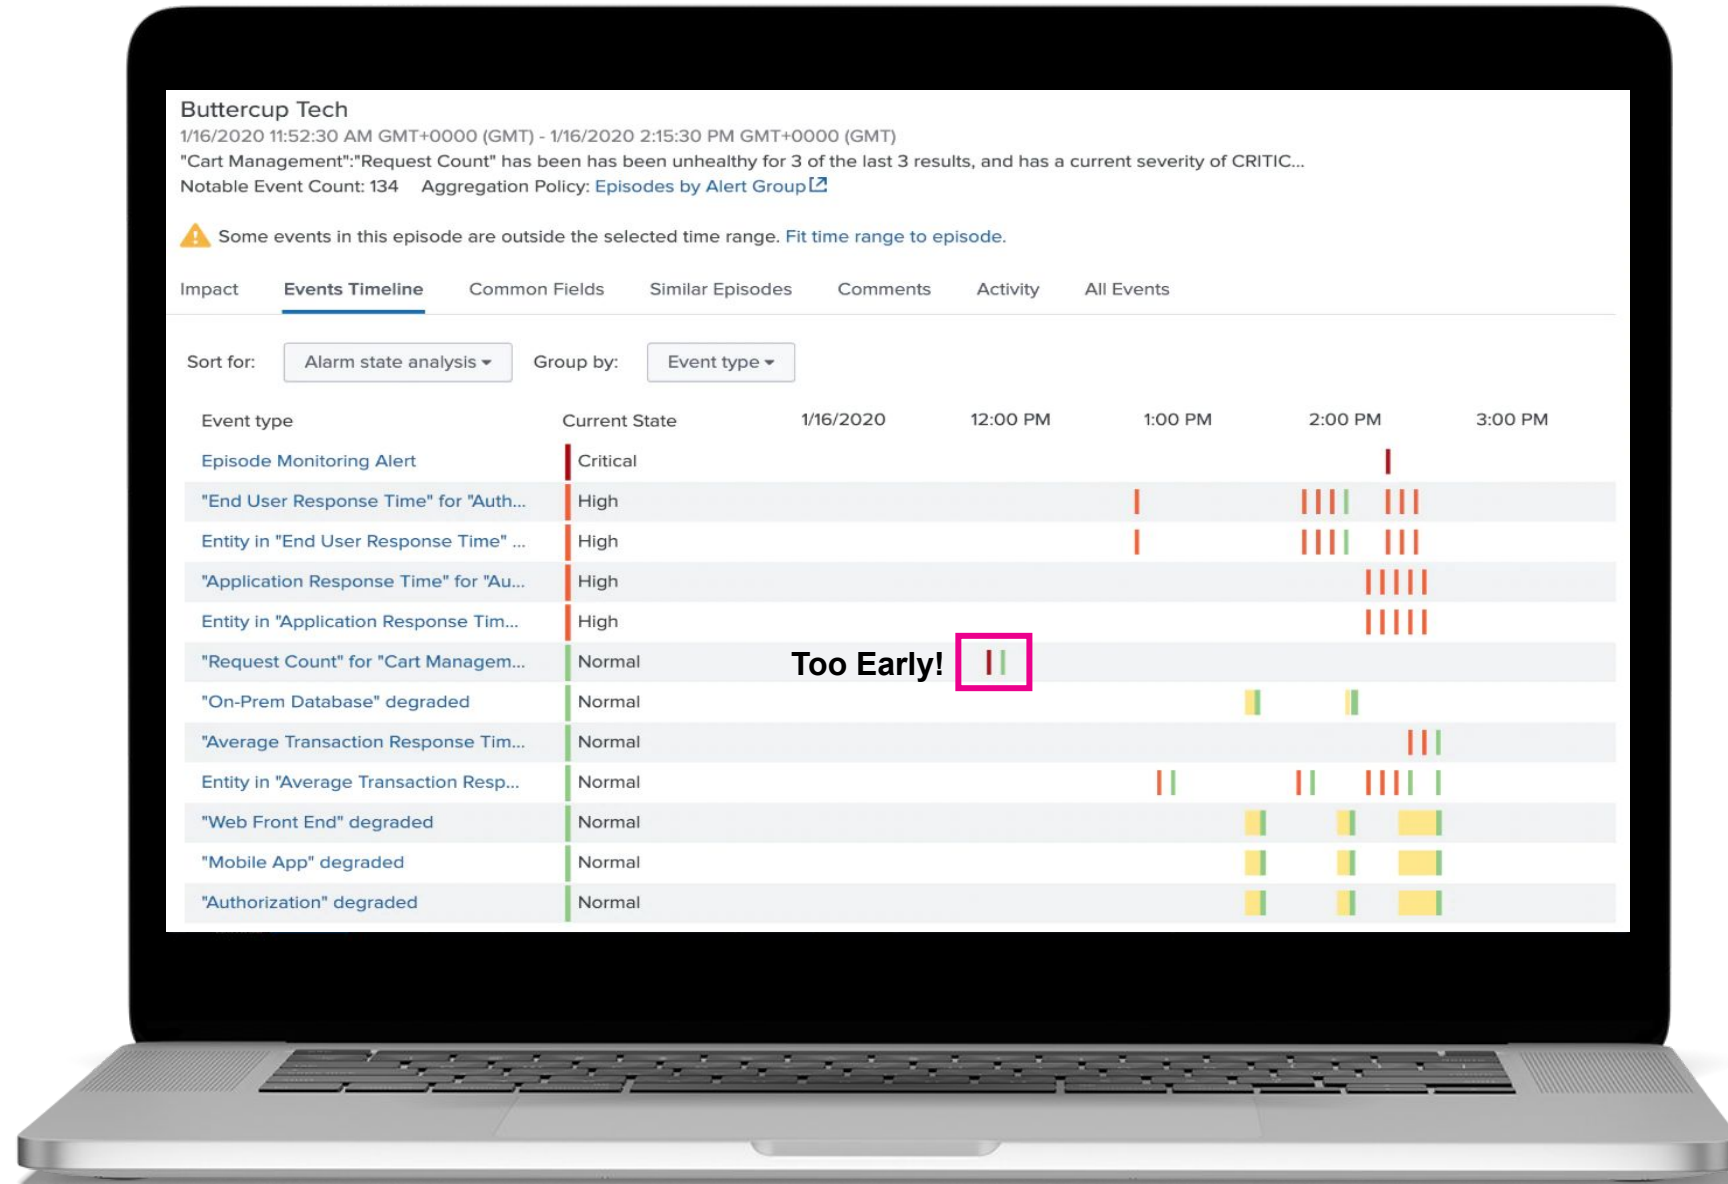 Buttercup Tech
1/16/2020 11:52:30 AM GMT+0000 (GMT) - 1/16/2020 2:15:30 PM GMT+0000 (GMT)
"Cart Management":"Request Count" has been has been unhealthy for 3 of the last 3 results, and has a current severity of CRITIC...
Notable Event Count: 134 Aggregation Policy: Episodes by Alert Group
Some events in this episode are outside the selected time range. Fit time range to episode.
Impact Events Timeline Common Fields Similar Episodes Comments Activity All Events
Sort for: Alarm state analysis Group by: Event type
Event type Current State 1/16/2020 12:00 PM 1:00 PM 2:00 PM 3:00 PM
Episode Monitoring Alert Critical
"End User Response Time" for "Auth... High
Entity in "End User Response Time" ... High
"Application Response Time" for "Au... High
Entity in "Application Response Tim... High
"Request Count" for "Cart Managem... Normal Too Early!
"On-Prem Database" degraded Normal
"Average Transaction Response Tim... Normal
Entity in "Average Transaction Resp... Normal
"Web Front End" degraded Normal
"Mobile App" degraded Normal
"Authorization" degraded Normal